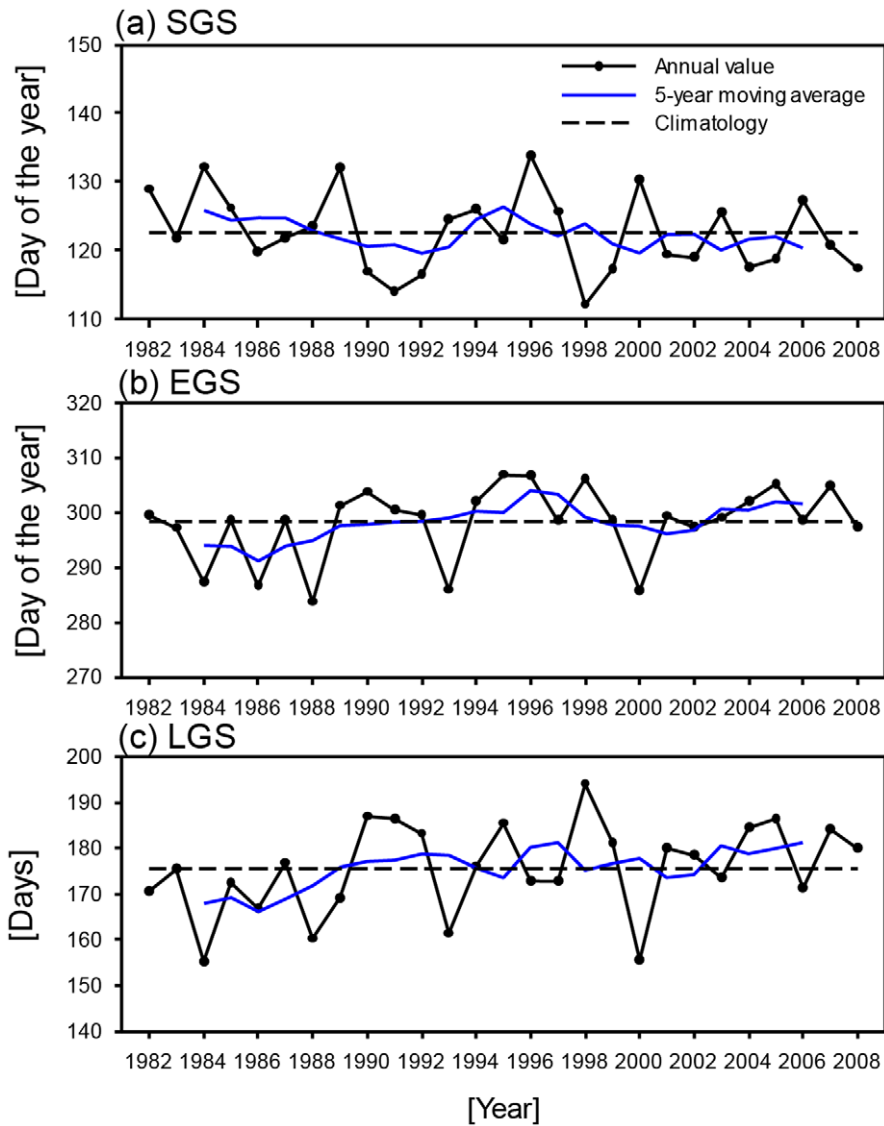 (a) SGS
150
140
130
120
110
[Day of the year]
Annual value
5-year moving average
Climatology
1982 1984 1986 1988 1990 1992 1994 1996 1998 2000 2002 2004 2006 2008
(b) EGS
320
310
300
290
280
270
[Day of the year]
1982 1984 1986 1988 1990 1992 1994 1996 1998 2000 2002 2004 2006 2008
(c) LGS
200
190
180
170
160
150
140
[Days]
1982 1984 1986 1988 1990 1992 1994 1996 1998 2000 2002 2004 2006 2008
[Year]